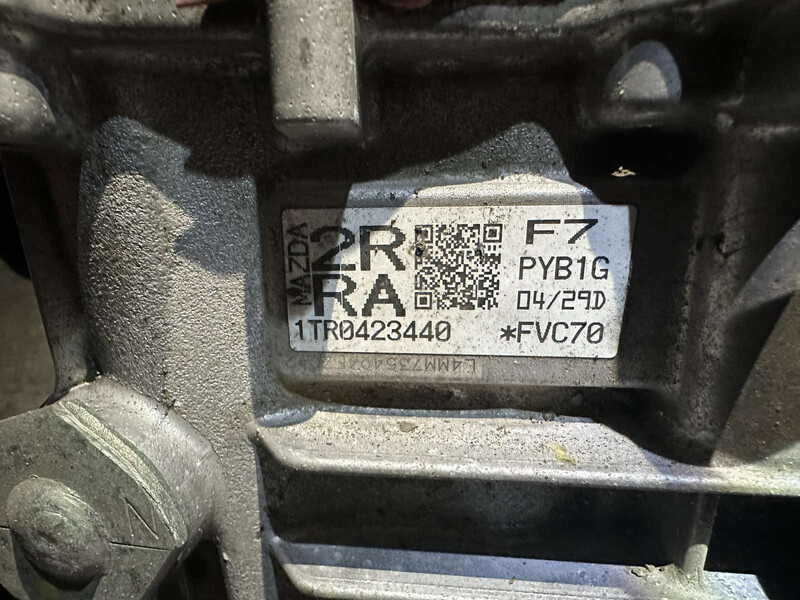 MAZDA
2R
RA
F7
PYB1G
04/29D
1TR0423440 *FVC70
N